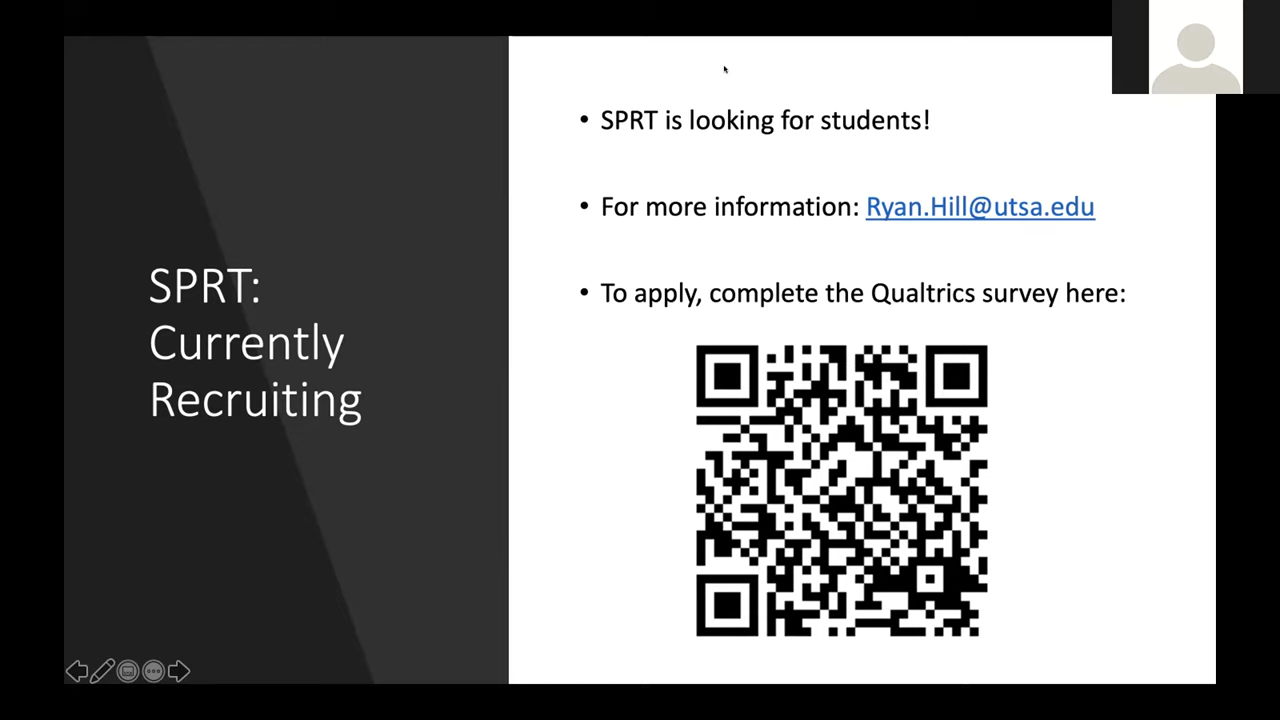 SPRT:
Currently
Recruiting
• SPRT is looking for students!
• For more information: Ryan.Hill@utsa.edu
• To apply, complete the Qualtrics survey here: